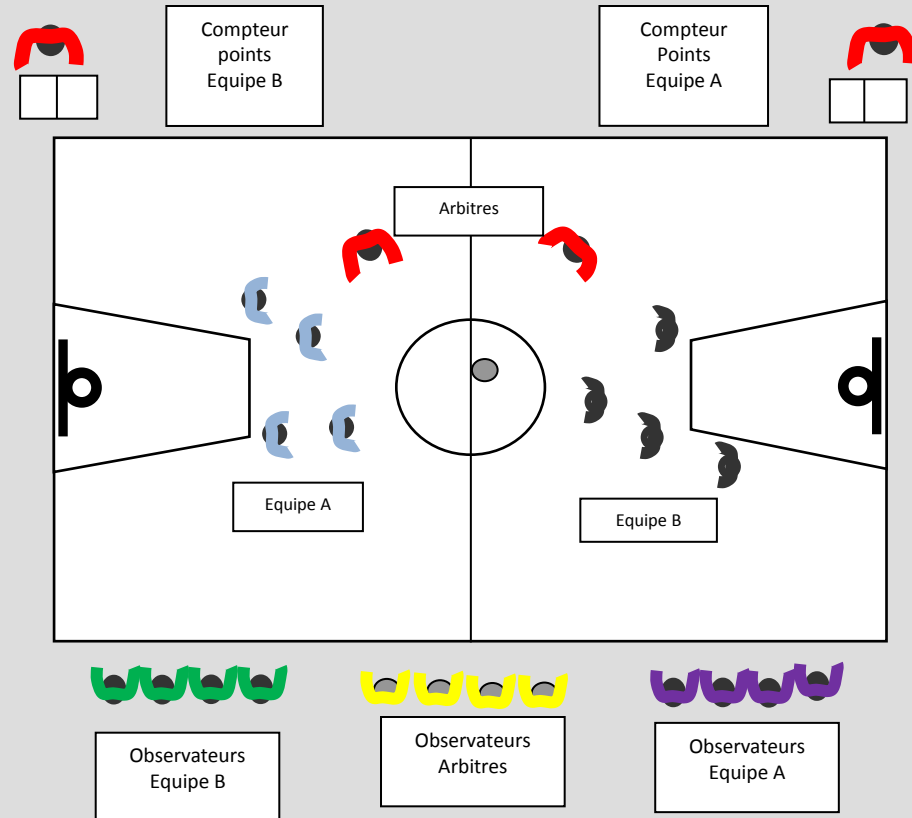 Compteur
points
Equipe B
Compteur
Points
Equipe A
Arbitres
Equipe A
Equipe B
Observateurs
Equipe B
Observateurs
Arbitres
Observateurs
Equipe A